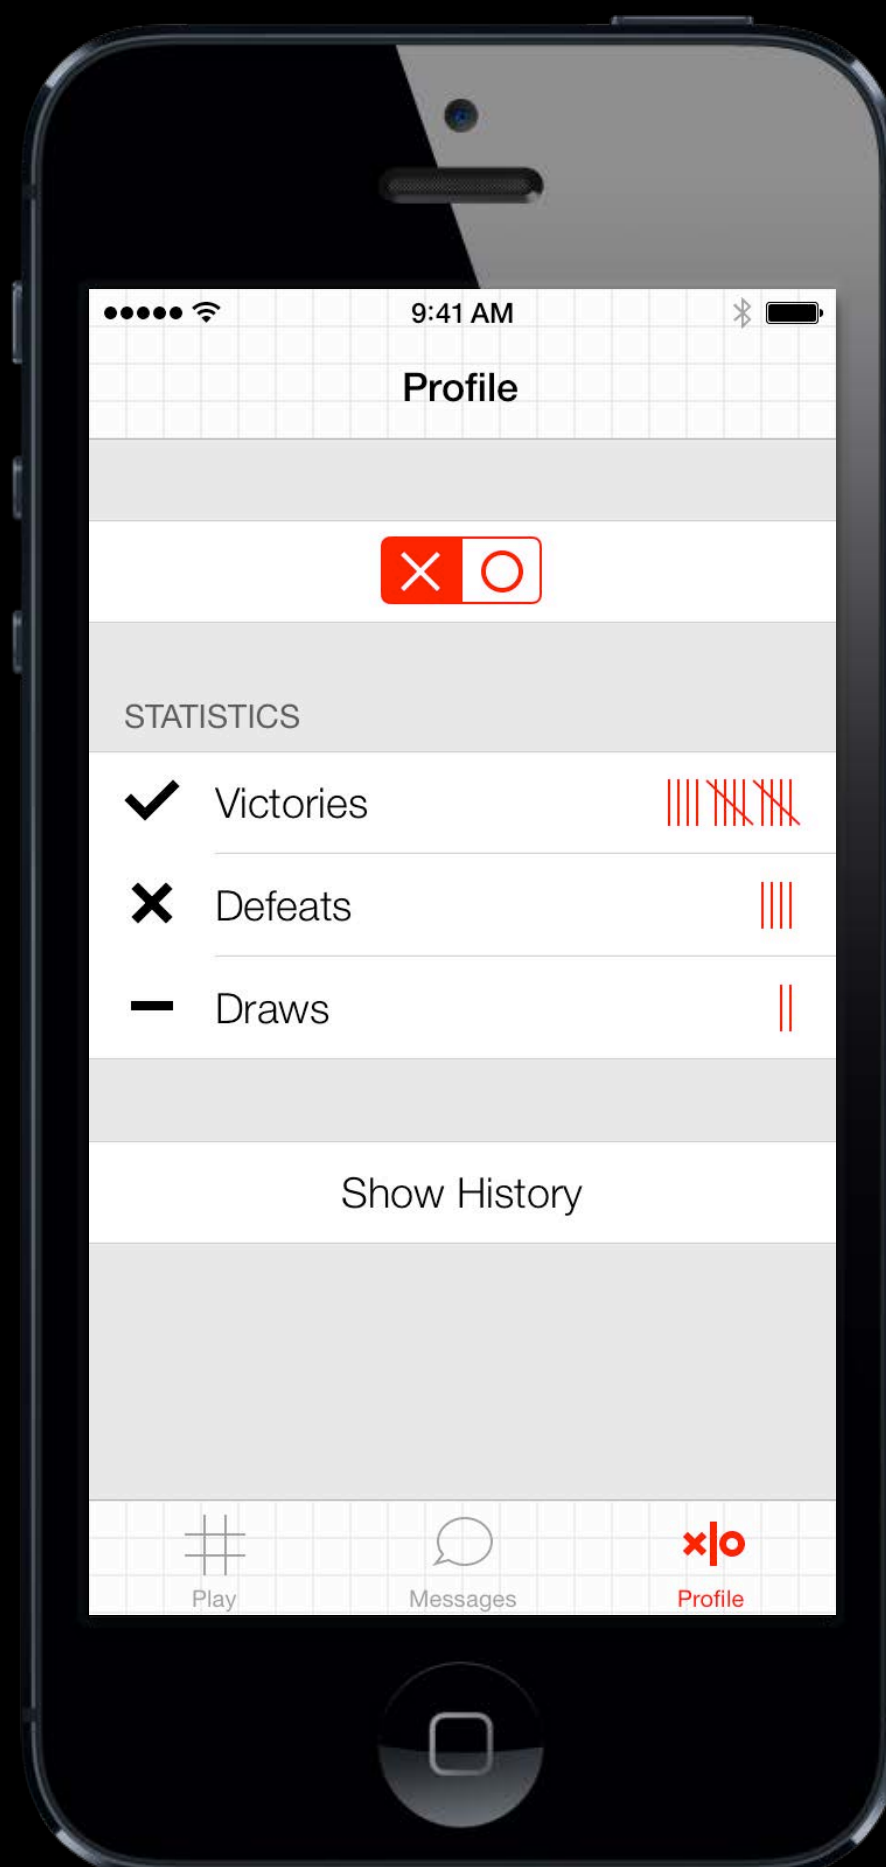 9:41 AM
Profile
STATISTICS
Victories
Defeats
Draws
Show History
Play
Messages
x|o
Profile